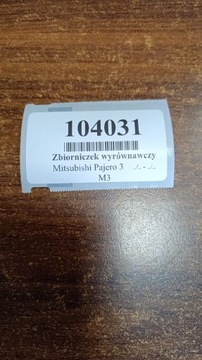 104031
Zbiorniczek wyrównawczy
Mitsubishi Pajero 3
M3